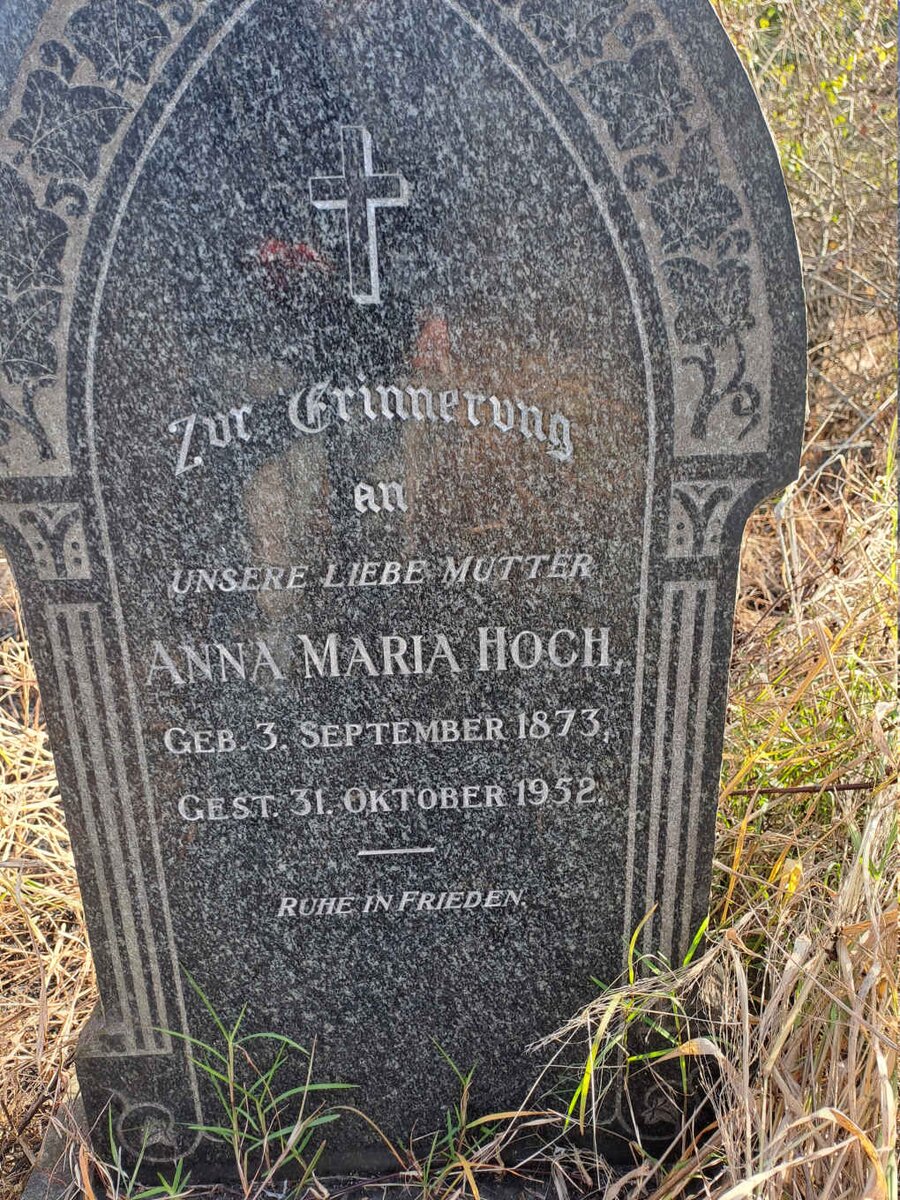 Zur Erinnerung
an
UNSERE LIEBE MUTTER
ANNA MARIA HOCH,
GEB. 3. SEPTEMBER 1873,
GEST. 31. OKTOBER 1952.
RUHE IN FRIEDEN.